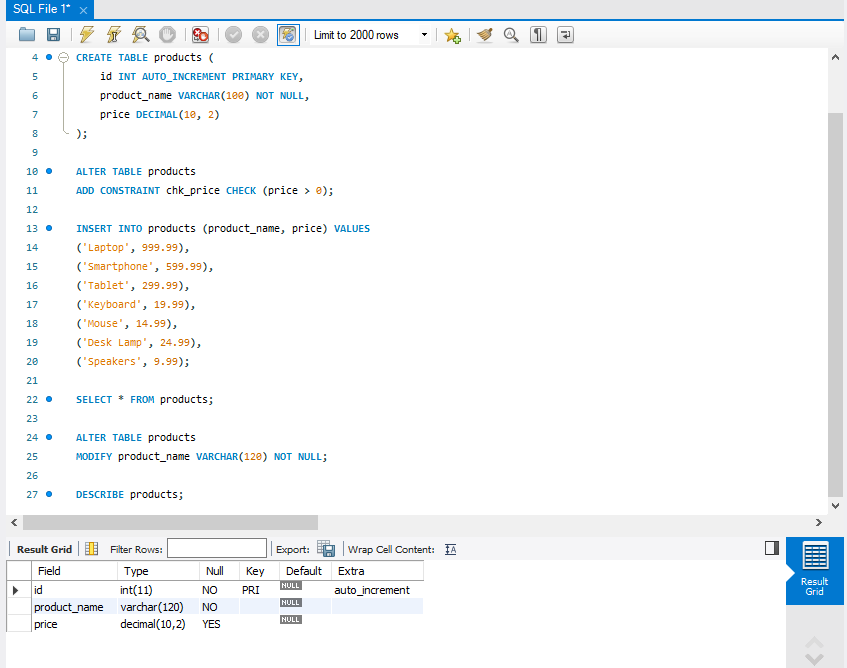 SQL File 1*
Limit to 2000 rows
4 CREATE TABLE products (
5 id INT AUTO_INCREMENT PRIMARY KEY,
6 product_name VARCHAR(100) NOT NULL,
7 price DECIMAL(10, 2)
8 );
9
10 ALTER TABLE products
11 ADD CONSTRAINT chk_price CHECK (price > 0);
12
13 INSERT INTO products (product_name, price) VALUES
14 ('Laptop', 999.99),
15 ('Smartphone', 599.99),
16 ('Tablet', 299.99),
17 ('Keyboard', 19.99),
18 ('Mouse', 14.99),
19 ('Desk Lamp', 24.99),
20 ('Speakers', 9.99);
21
22 SELECT * FROM products;
23
24 ALTER TABLE products
25 MODIFY product_name VARCHAR(120) NOT NULL;
26
27 DESCRIBE products;
Result Grid Filter Rows: Export: Wrap Cell Content: IA
Field Type Null Key Default Extra
id int(11) NO PRI NULL auto_increment
product_name varchar(120) NO NULL
price decimal(10,2) YES NULL
Result
Grid